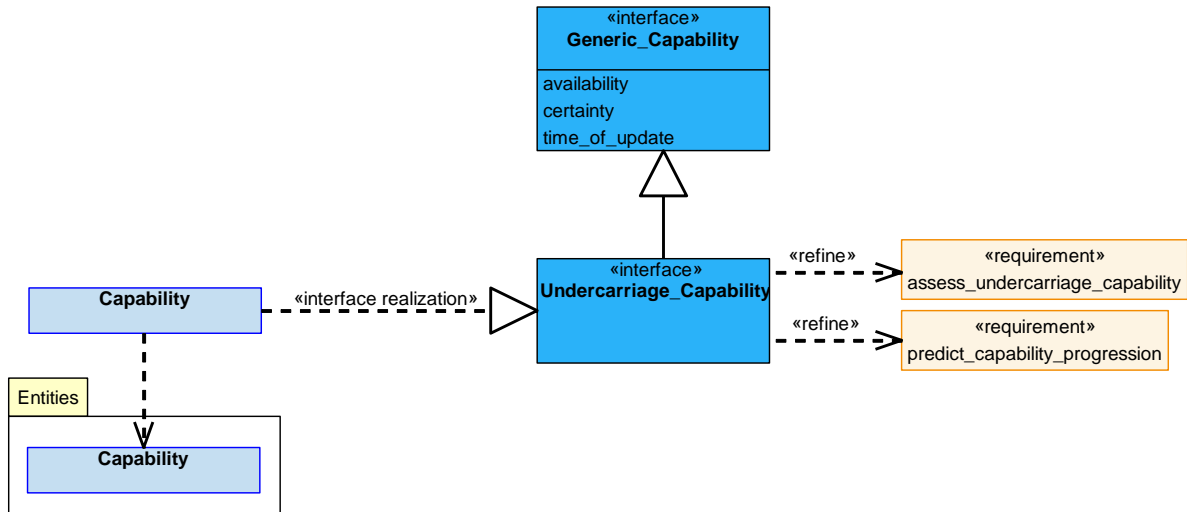 «interface»
Generic_Capability
availability
certainty
time_of_update
«interface»
Undercarriage_Capability
«refine»
«requirement»
assess_undercarriage_capability
Capability
«interface realization»
«refine»
«requirement»
predict_capability_progression
Entities
Capability